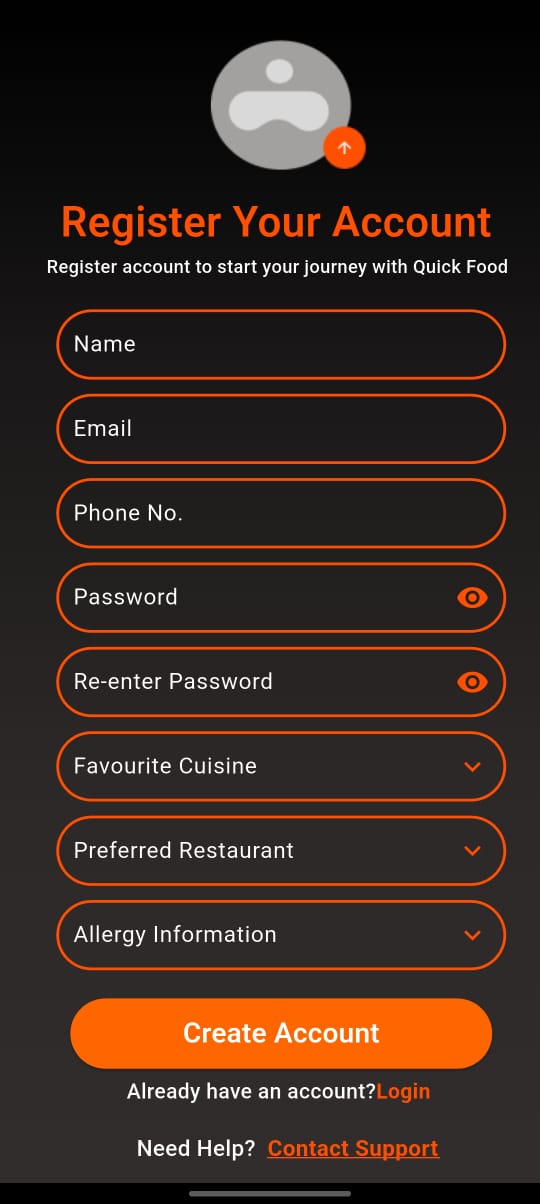 Register Your Account
Register account to start your journey with Quick Food
Name
Email
Phone No.
Password
Re-enter Password
Favourite Cuisine
Preferred Restaurant
Allergy Information
Create Account
Already have an account?Login
Need Help? Contact Support